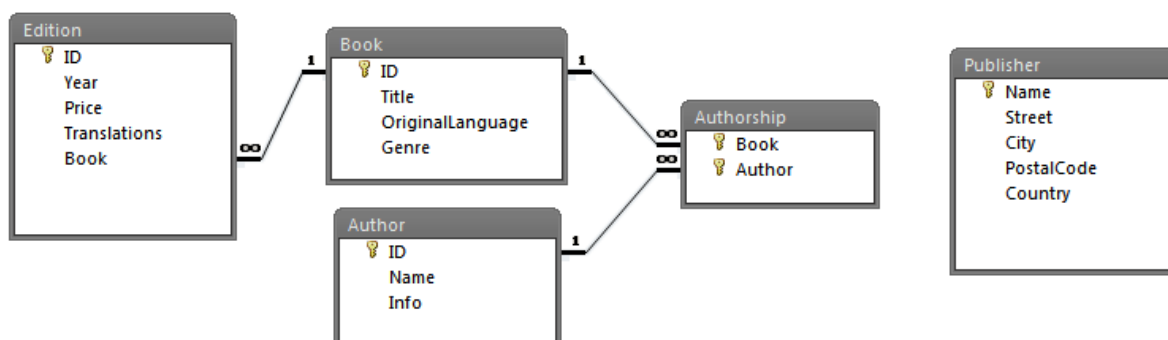 Edition
ID
Year
Price
Translations
Book
1
∞
Book
ID
Title
OriginalLanguage
Genre
1
∞
∞
Author
ID
Name
Info
1
Authorship
Book
Author
Publisher
Name
Street
City
PostalCode
Country